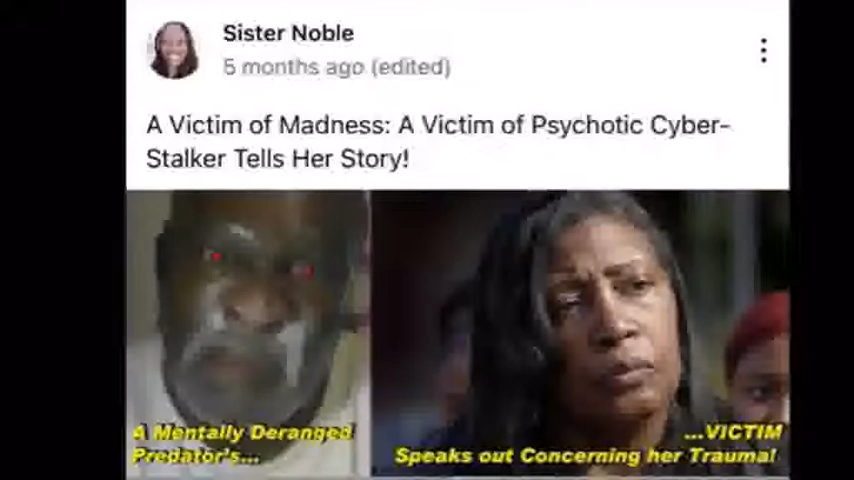 Sister Noble
5 months ago (edited)
A Victim of Madness: A Victim of Psychotic Cyber-
Stalker Tells Her Story!
A Mentally Deranged
Predator's...
...VICTIM
Speaks out Concerning her Trauma!